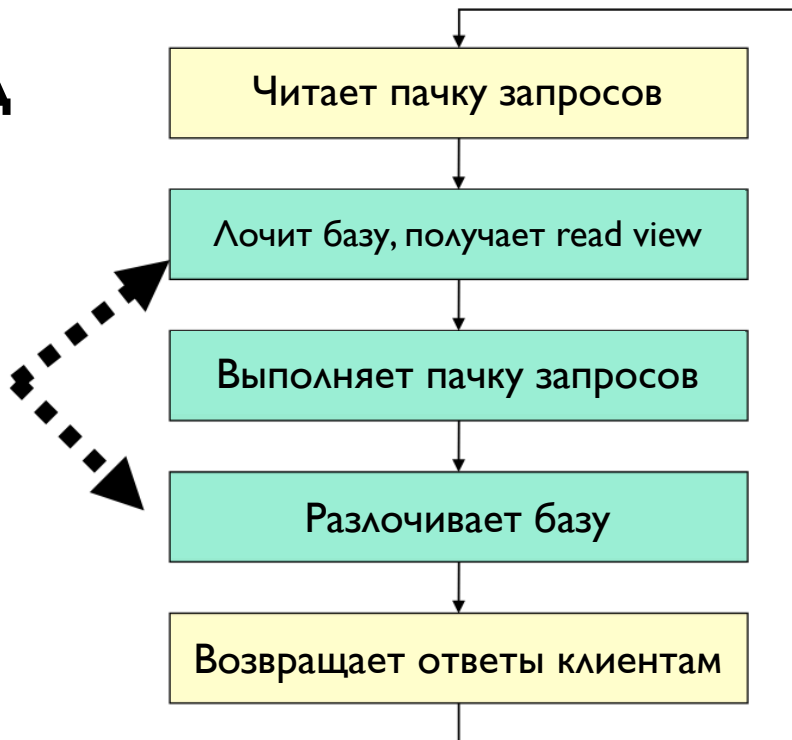 Д
Читает пачку запросов
Лочит базу, получает read view
Выполняет пачку запросов
Разлочивает базу
Возвращает ответы клиентам